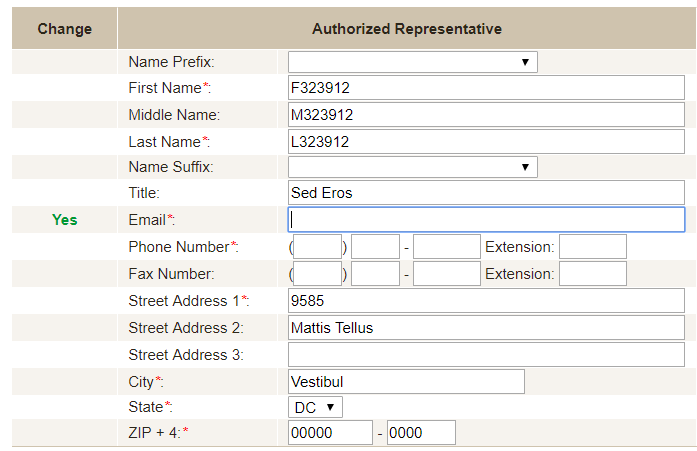 Change Authorized Representative
Name Prefix:
First Name*: F323912
Middle Name: M323912
Last Name*: L323912
Name Suffix:
Title: Sed Eros
Yes Email*:
Phone Number*: ( ) - Extension:
Fax Number: ( ) - Extension:
Street Address 1*: 9585
Street Address 2: Mattis Tellus
Street Address 3:
City*: Vestibul
State*: DC
ZIP + 4:* 00000 - 0000